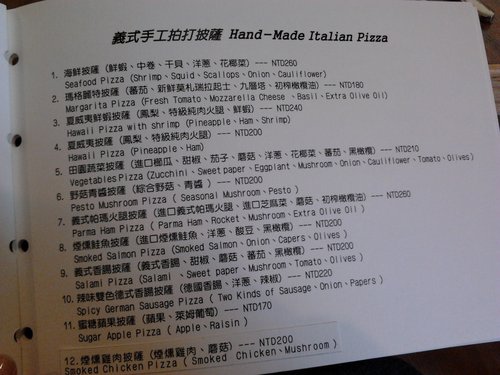 義式手工拍打披薩 Hand-Made Italian Pizza
1. 海鮮披薩 (鮮蝦、中卷、干貝、洋蔥、花椰菜) --- NTD260
Seafood Pizza (Shrimp、Squid、Scallops、Onion、Cauliflower)
2. 瑪格麗特披薩 (蕃茄、新鮮莫札瑞拉起士、九層塔、初榨橄欖油) --- NTD180
Margarita Pizza (Fresh Tomato、Mozzarella Cheese 、Basil、Extra Olive Oil)
3. 夏威夷鮮蝦披薩 (鳳梨、特級純肉火腿、鮮蝦) --- NTD240
Hawaii Pizza with shrimp (Pineapple、Ham、Shrimp)
4. 夏威夷披薩 (鳳梨、特級純肉火腿) --- NTD200
Hawaii Pizza (Pineapple、Ham)
5. 田園蔬菜披薩 (進口櫛瓜、甜椒、茄子、蘑菇、洋蔥、花椰菜、蕃茄、黑橄欖) --- NTD210
Vegetables Pizza (Zucchini、Sweet paper、Eggplant、Mushroom、Onion、Cauliflower、Tomato、Olives)
6. 野菇青醬披薩 (綜合野菇、青醬 ) --- NTD200
Pesto Mushroom Pizza ( Seasonal Mushroom、Pesto )
7. 義式帕瑪火腿披薩 (進口義式帕瑪火腿、進口芝麻菜、蘑菇、初榨橄欖油) --- NTD260
Parma Ham Pizza ( Parma Ham、Rocket、Mushroom、Extra Olive Oil )
8. 煙燻鮭魚披薩 (進口煙燻鮭魚、洋蔥、酸豆、黑橄欖) --- NTD200
Smoked Salmon Pizza (Smoked Salmon、Onion、Capers、Olives )
9. 義式香腸披薩 (義式香腸、甜椒、蘑菇、蕃茄、黑橄欖) --- NTD200
Salami Pizza (Salami 、Sweet paper、Mushroom、Tomato、Olives )
10. 辣味雙色德式香腸披薩 (德國香腸、洋蔥、辣椒) --- NTD220
Spicy German Sausage Pizza ( Two Kinds of Sausage、Onion、Papers )
11. 蜜糖蘋果披薩 (蘋果、萊姆葡萄) --- NTD170
Sugar Apple Pizza ( Apple、Raisin )
12. 煙燻雞肉披薩 (煙燻雞肉、蘑菇) --- NTD200
Smoked Chicken Pizza ( Smoked Chicken、Mushroom )